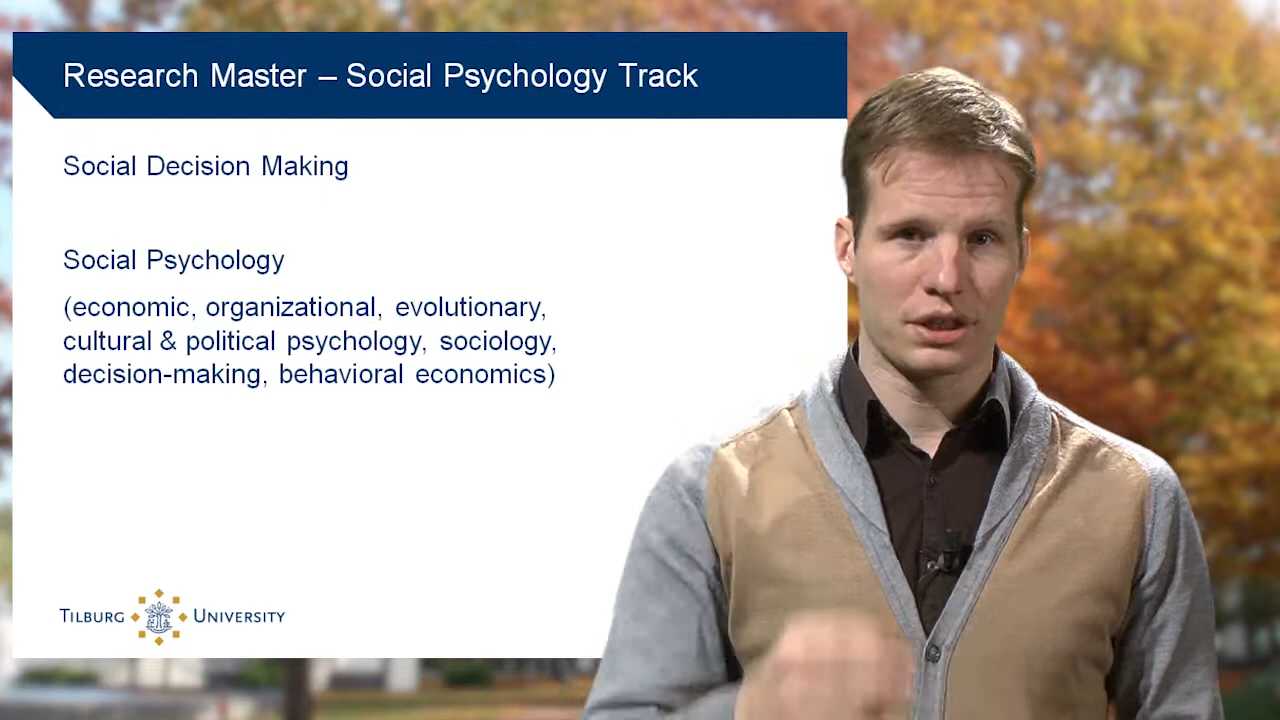 Research Master – Social Psychology Track
Social Decision Making
Social Psychology
(economic, organizational, evolutionary,
cultural & political psychology, sociology,
decision-making, behavioral economics)
TILBURG UNIVERSITY